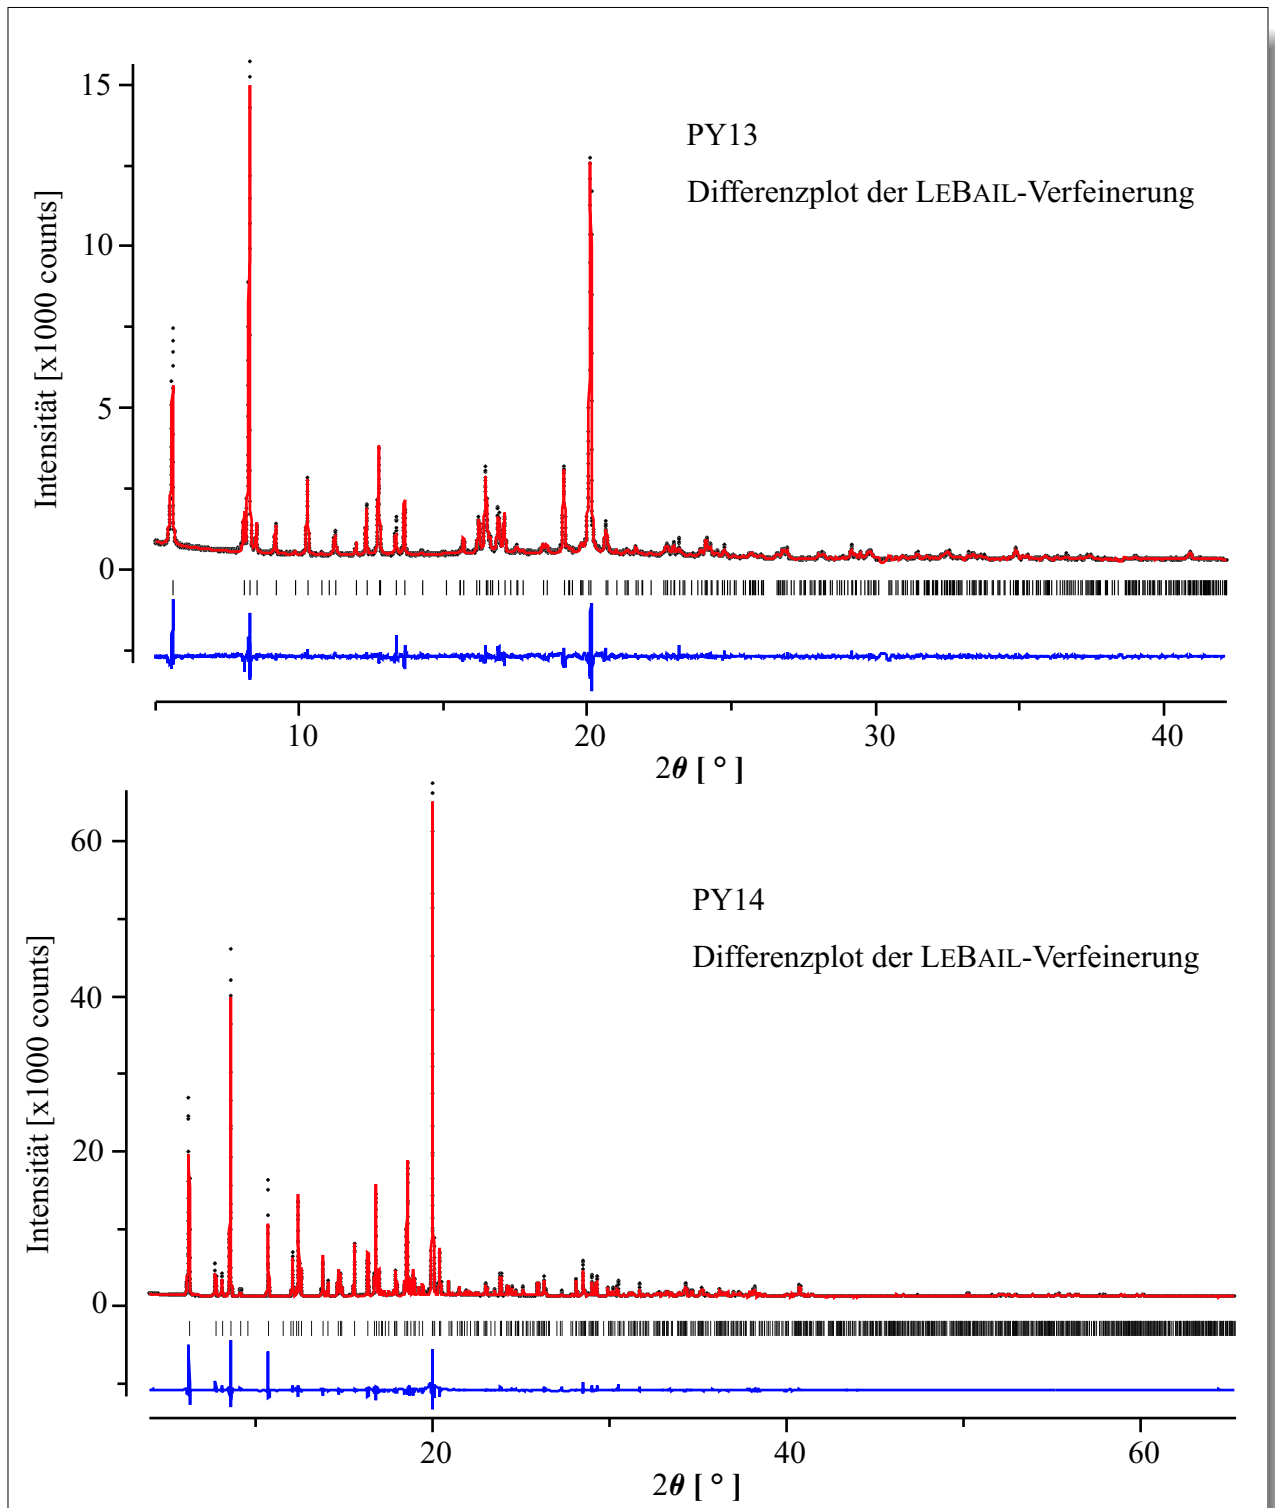 15
10
5
0
Intensität [x1000 counts]
PY13
Differenzplot der LEBAIL-Verfeinerung
10 20 30 40
2θ [ ° ]
60
40
20
0
Intensität [x1000 counts]
PY14
Differenzplot der LEBAIL-Verfeinerung
20 40 60
2θ [ ° ]